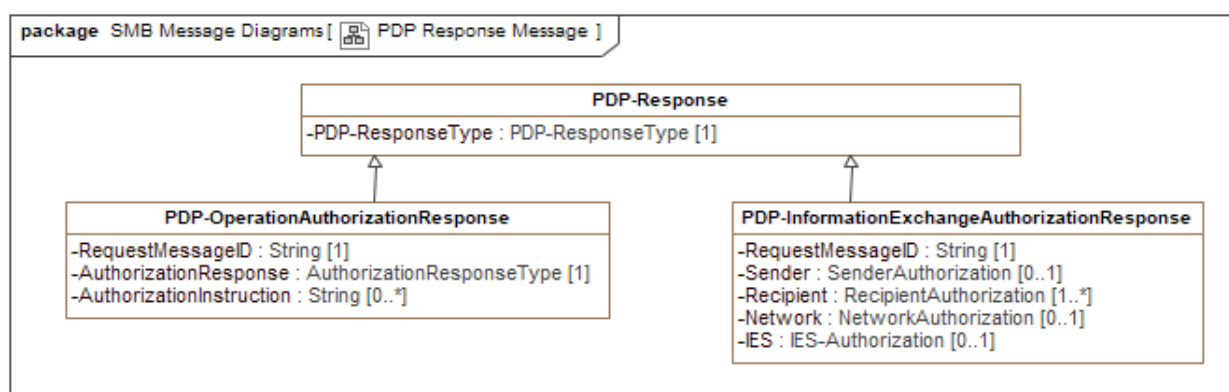 package SMB Message Diagrams [ PDP Response Message ]
PDP-Response
-PDP-ResponseType : PDP-ResponseType [1]
PDP-OperationAuthorizationResponse
-RequestMessageID : String [1]
-AuthorizationResponse : AuthorizationResponseType [1]
-AuthorizationInstruction : String [0..*]
PDP-InformationExchangeAuthorizationResponse
-RequestMessageID : String [1]
-Sender : SenderAuthorization [0..1]
-Recipient : RecipientAuthorization [1..*]
-Network : NetworkAuthorization [0..1]
-IES : IES-Authorization [0..1]